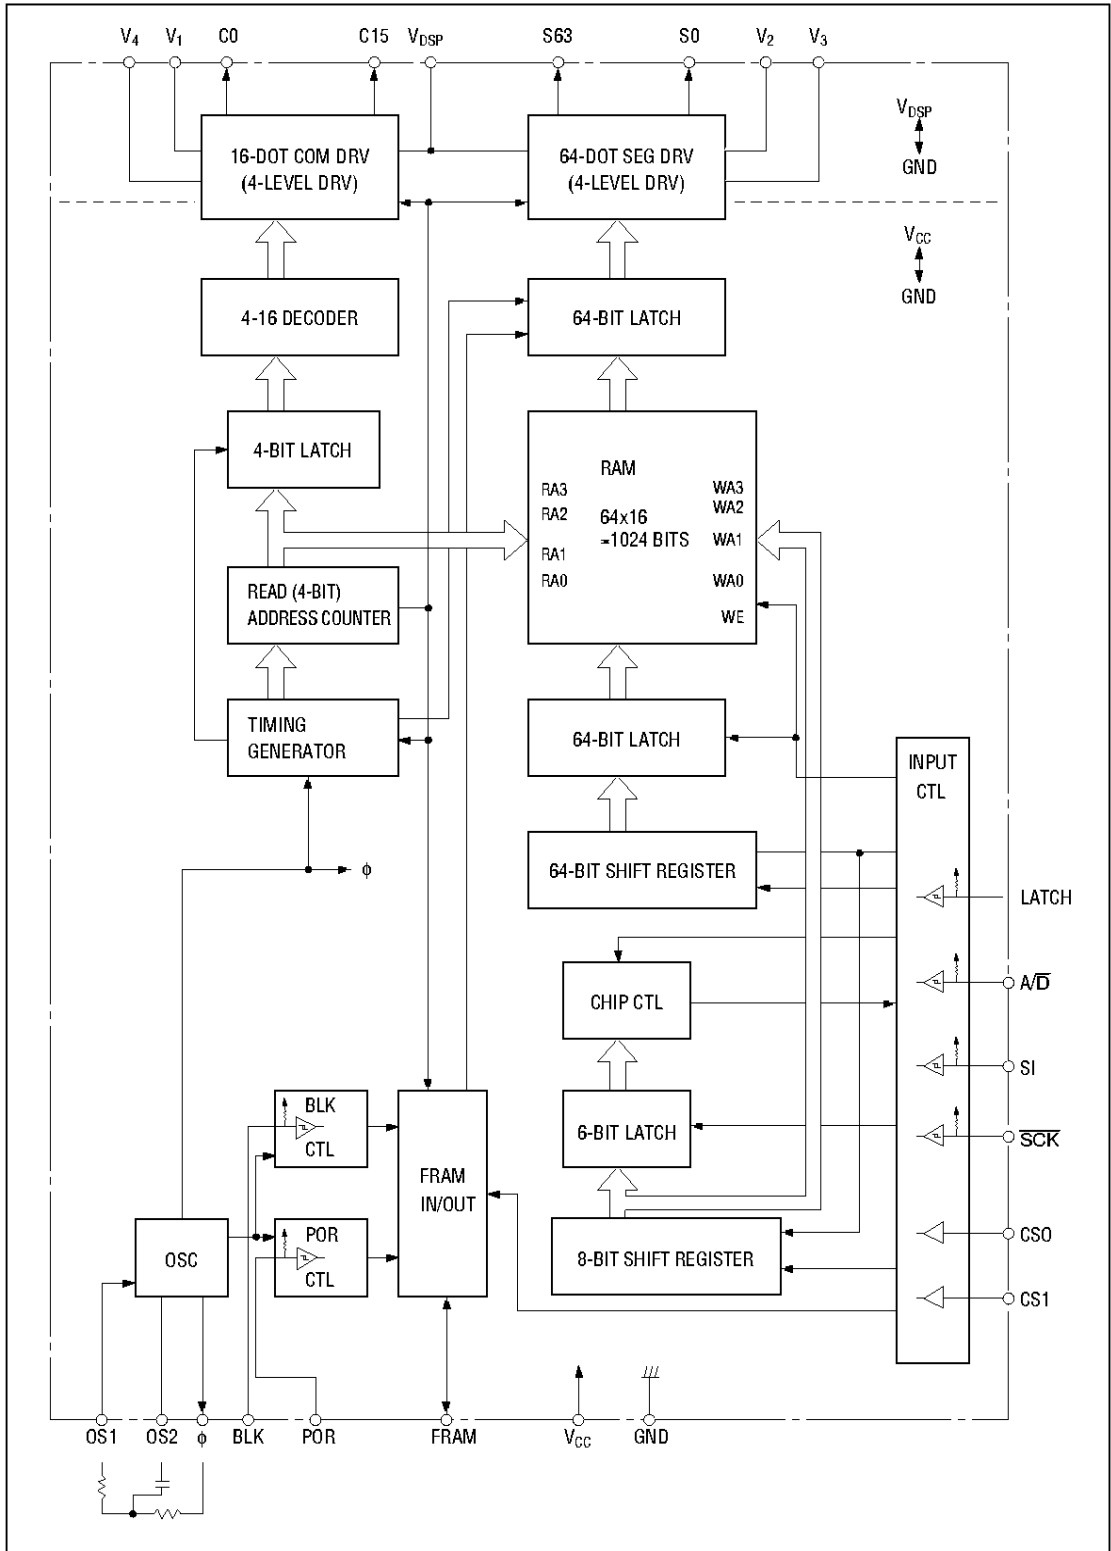 V4 V1 C0 C15 VDSP S63 S0 V2 V3
16-DOT COM DRV
(4-LEVEL DRV)
64-DOT SEG DRV
(4-LEVEL DRV)
VDSP
GND
VCC
GND
4-16 DECODER
64-BIT LATCH
4-BIT LATCH
RAM
64x16
=1024 BITS
RA3
RA2
RA1
RA0
WA3
WA2
WA1
WA0
WE
READ (4-BIT)
ADDRESS COUNTER
TIMING
GENERATOR
64-BIT LATCH
INPUT
CTL
64-BIT SHIFT REGISTER
ϕ
LATCH
A/D̅
CHIP CTL
SI
BLK
CTL
6-BIT LATCH
S̅C̅K̅
FRAM
IN/OUT
POR
CTL
OSC
8-BIT SHIFT REGISTER
CS0
CS1
OS1 OS2 ϕ BLK POR FRAM VCC GND